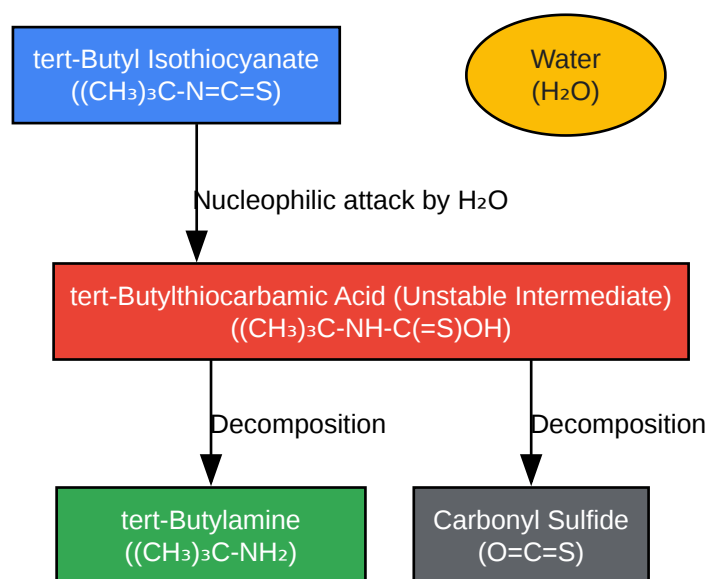 tert-Butyl Isothiocyanate
((CH₃)₃C-N=C=S)
Water
(H₂O)
Nucleophilic attack by H₂O
tert-Butylthiocarbamic Acid (Unstable Intermediate)
((CH₃)₃C-NH-C(=S)OH)
Decomposition
Decomposition
tert-Butylamine
((CH₃)₃C-NH₂)
Carbonyl Sulfide
(O=C=S)